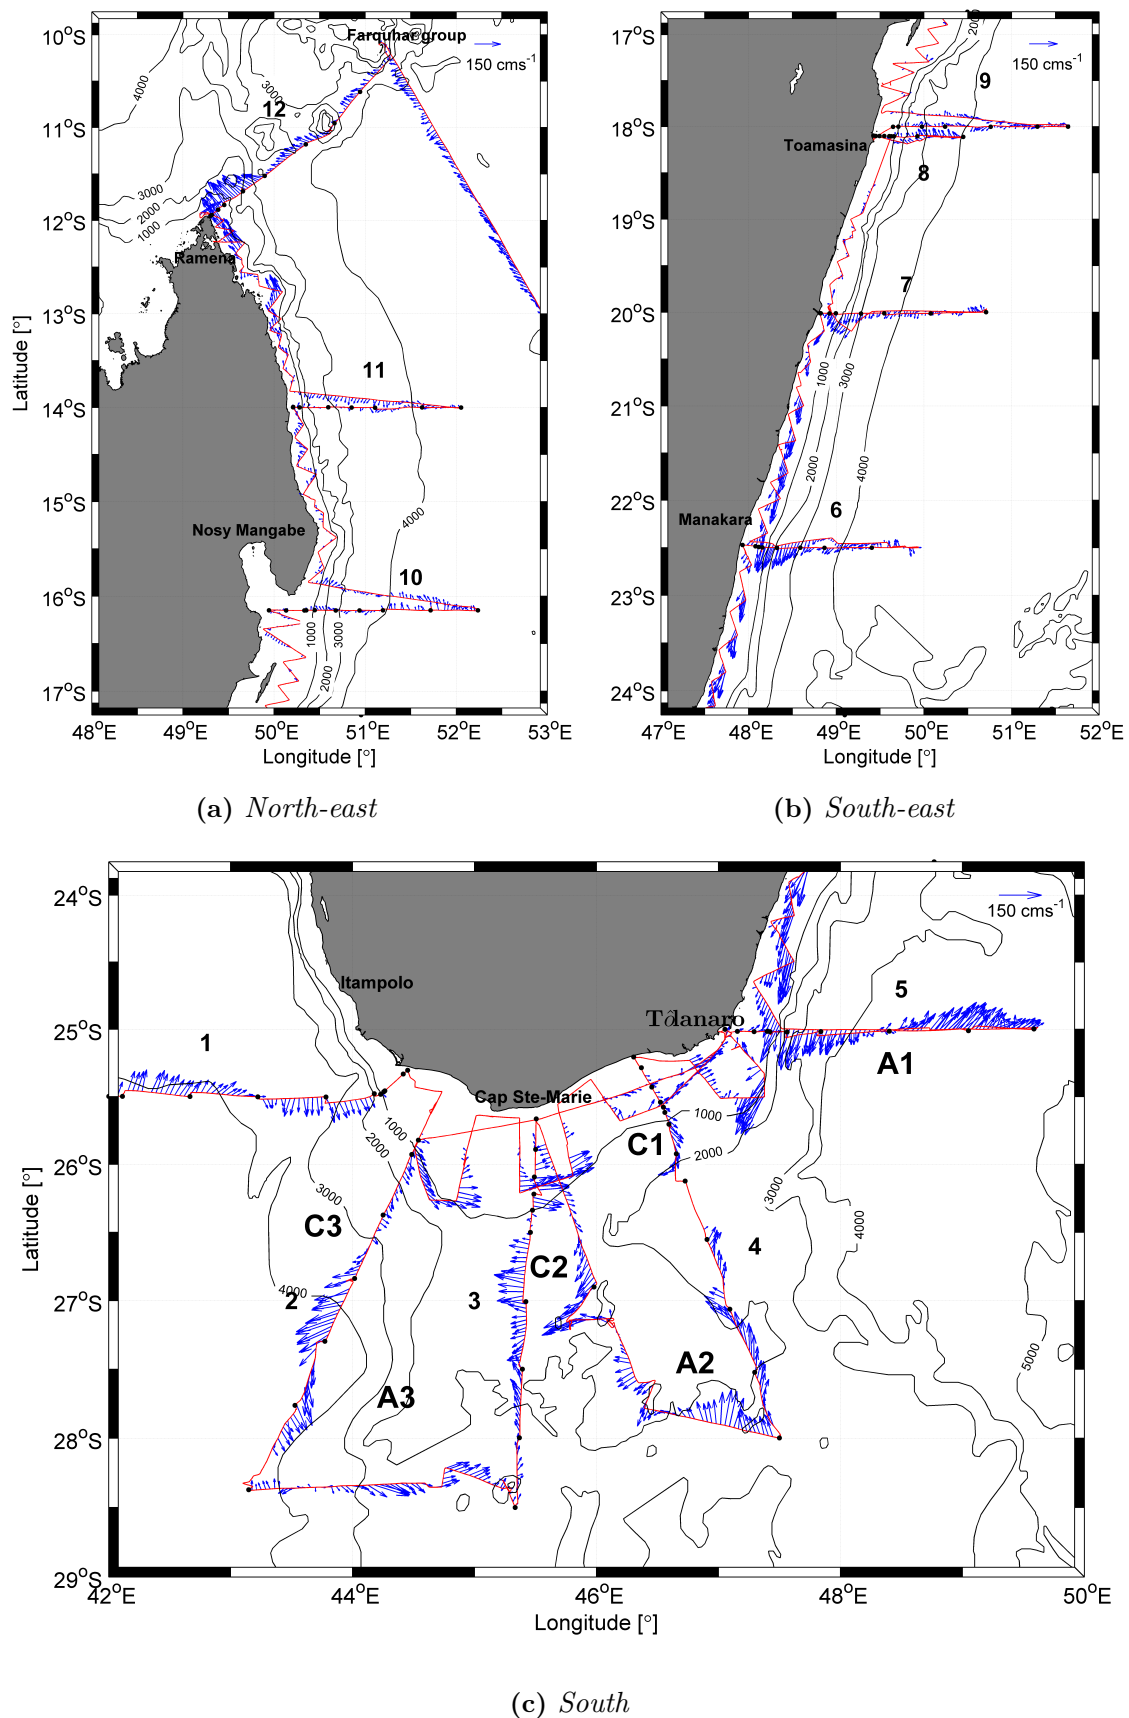 10°S
11°S
12°S
13°S
14°S
15°S
16°S
17°S
Latitude [°]
Farquhar group
150 cms⁻¹
4000
3000
12
3000
2000
1000
Ramena
11
4000
Nosy Mangabe
10
1000
3000
2000
48°E
49°E
50°E
51°E
52°E
53°E
Longitude [°]
(a) North-east
17°S
18°S
19°S
20°S
21°S
22°S
23°S
24°S
2000
150 cms⁻¹
9
Toamasina
8
7
1000
3000
2000
4000
6
Manakara
47°E
48°E
49°E
50°E
51°E
52°E
Longitude [°]
(b) South-east
24°S
25°S
26°S
27°S
28°S
29°S
Latitude [°]
150 cms⁻¹
Itampolo
5
1
A1
Cap Ste-Marie
1000
1000
2000
C1
2000
3000
3000
C3
4000
4
C2
4000
2
3
5000
A2
A3
42°E
44°E
46°E
48°E
50°E
Longitude [°]
(c) South